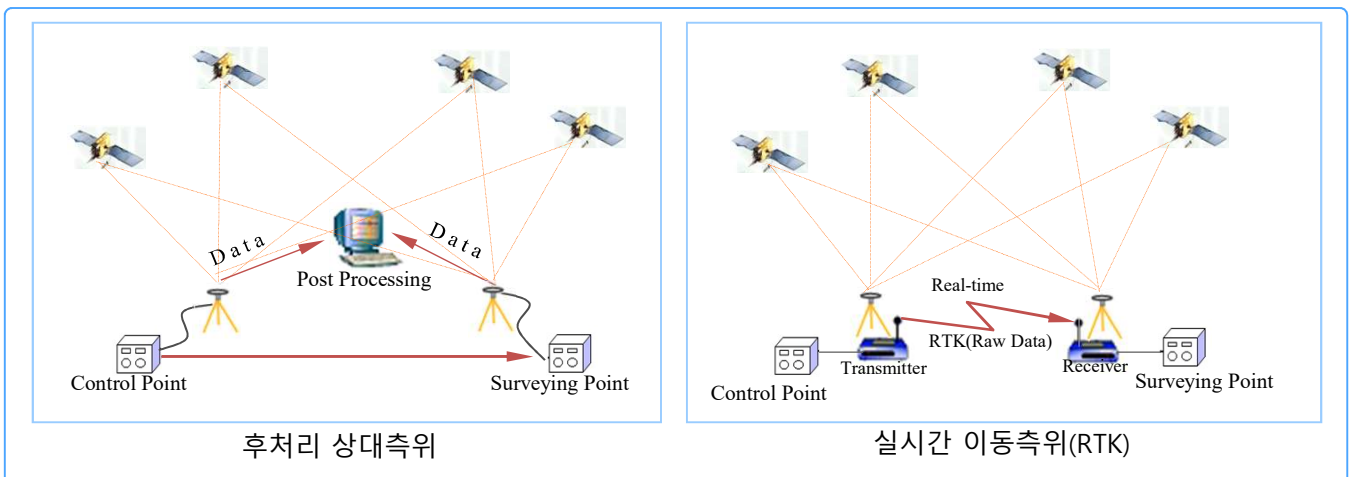 Data
Data
Post Processing
Control Point
Surveying Point
후처리 상대측위
Real-time
RTK(Raw Data)
Transmitter
Receiver
Control Point
Surveying Point
실시간 이동측위(RTK)